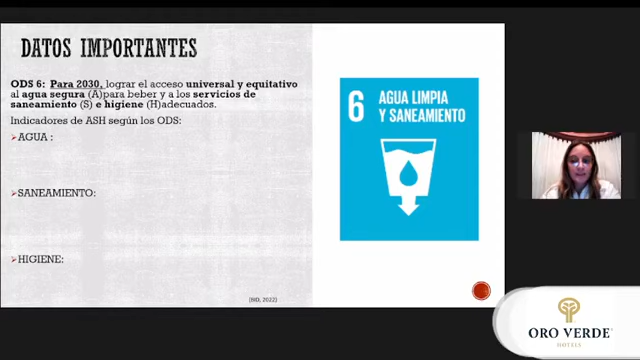 DATOS IMPORTANTES
ODS 6: Para 2030, lograr el acceso universal y equitativo
al agua segura (A)para beber y a los servicios de
saneamiento (S) e higiene (H)adecuados.
Indicadores de ASH según los ODS:
AGUA :
SANEAMIENTO:
HIGIENE:
(BID, 2022)
6 AGUA LIMPIA
Y SANEAMIENTO
ORO VERDE
HOTELS